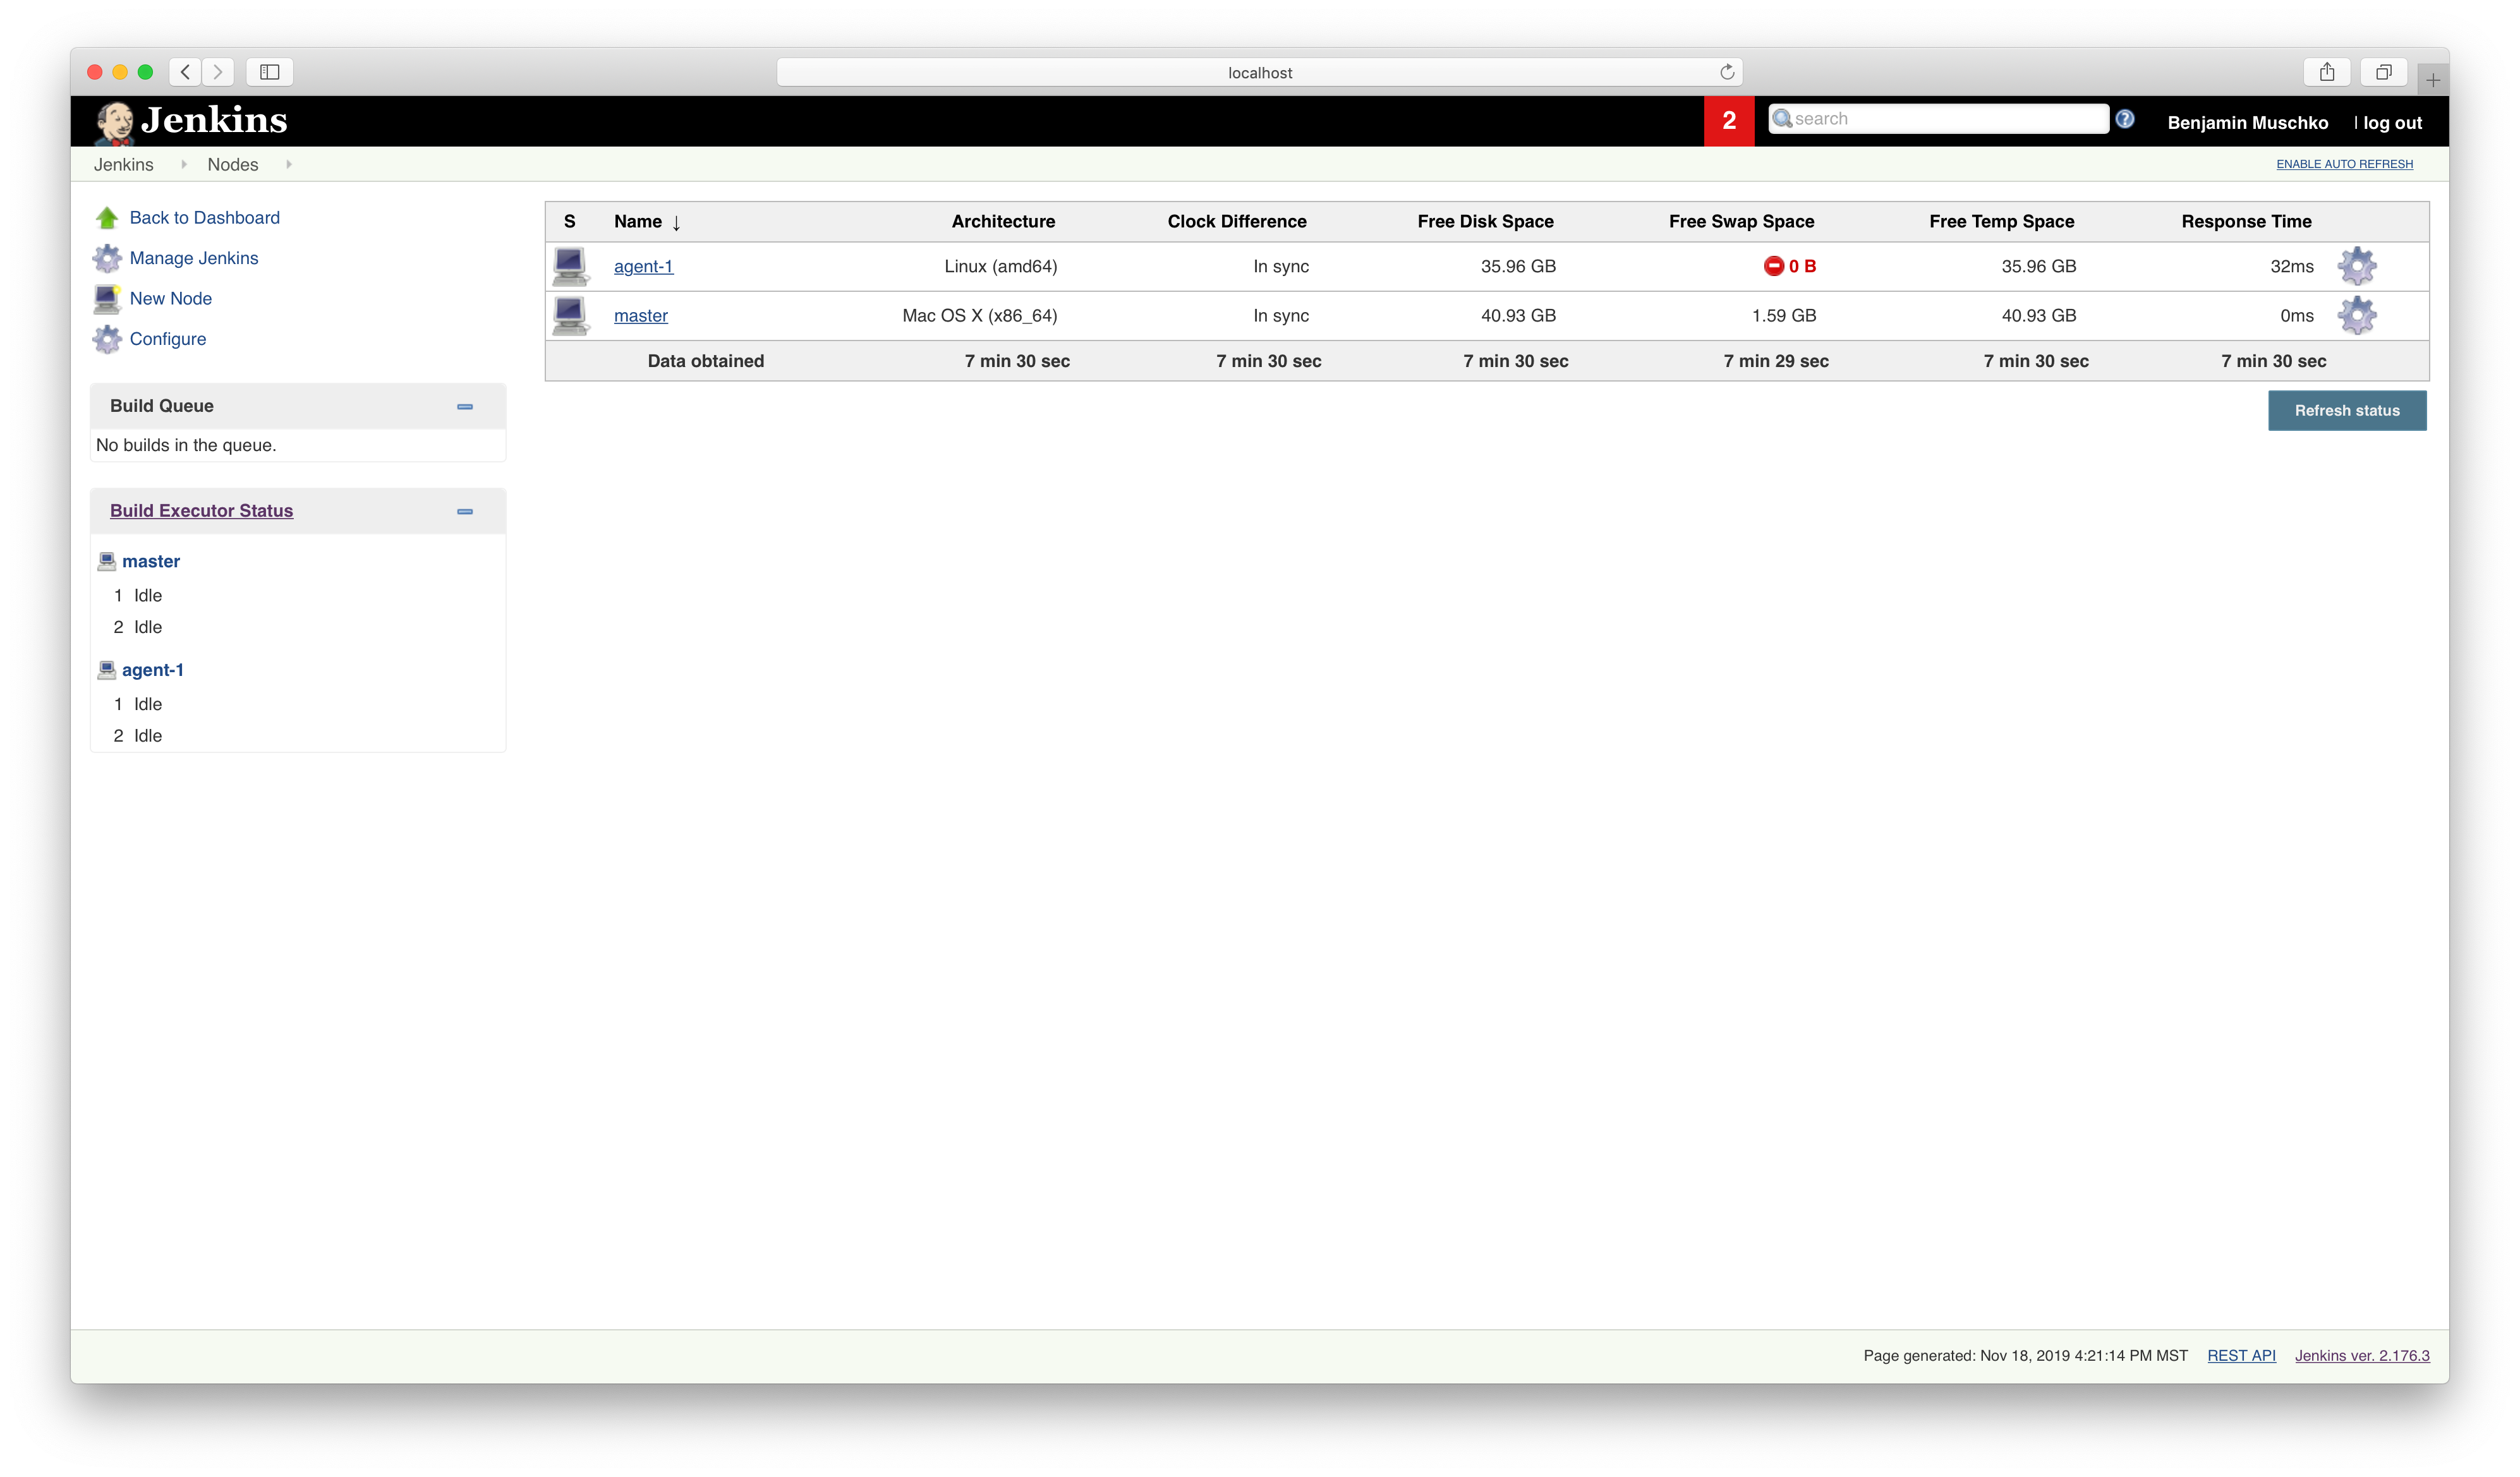 localhost
Jenkins
2
search
Benjamin Muschko
| log out
Jenkins
Nodes
ENABLE AUTO REFRESH
Back to Dashboard
Manage Jenkins
New Node
Configure
Build Queue
No builds in the queue.
Build Executor Status
master
1 Idle
2 Idle
agent-1
1 Idle
2 Idle
S Name ↓ Architecture Clock Difference Free Disk Space Free Swap Space Free Temp Space Response Time
agent-1 Linux (amd64) In sync 35.96 GB 0 B 35.96 GB 32ms
master Mac OS X (x86_64) In sync 40.93 GB 1.59 GB 40.93 GB 0ms
Data obtained 7 min 30 sec 7 min 30 sec 7 min 30 sec 7 min 29 sec 7 min 30 sec 7 min 30 sec
Refresh status
Page generated: Nov 18, 2019 4:21:14 PM MST REST API Jenkins ver. 2.176.3